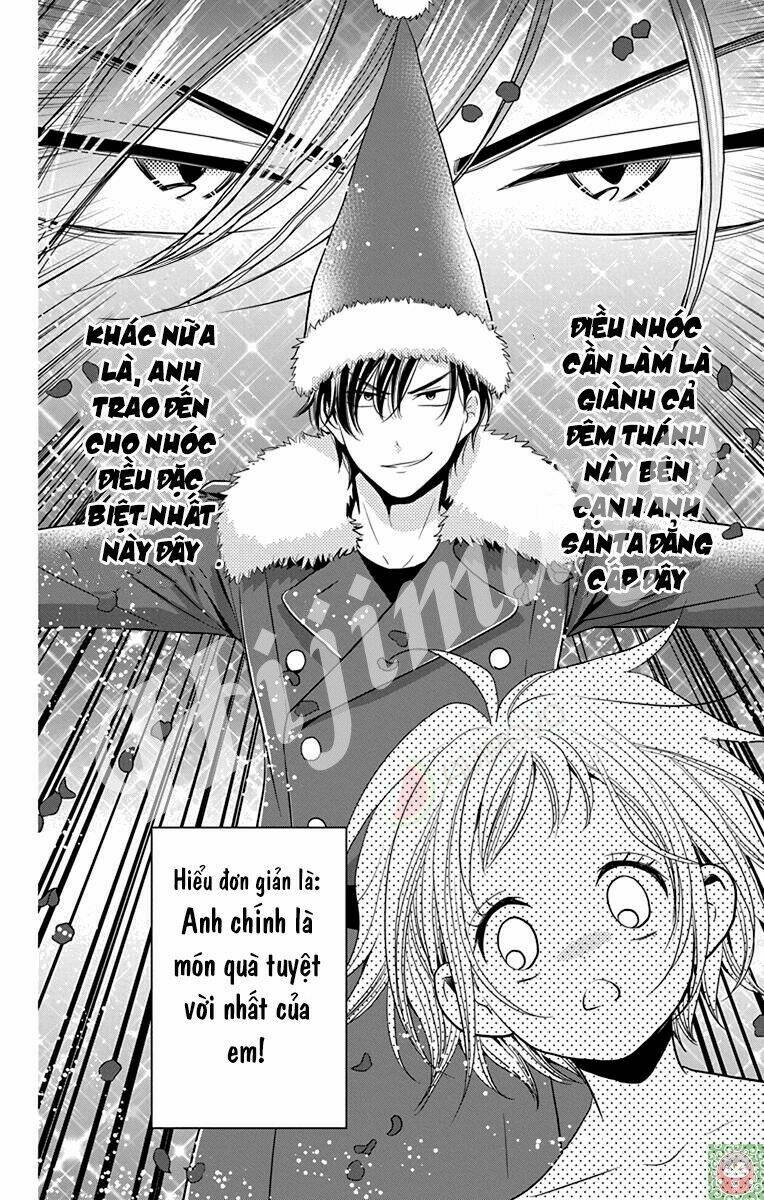 ĐIỀU NHÓC
CẦN LÀM LÀ
GIÀNH CẢ
ĐÊM THÁNH
NÀY BÊN
CẠNH ANH
SANTA ĐẲNG
CẤP ĐÂY
KHÁC NỮA
LÀ, ANH
TRAO ĐẾN
CHO NHÓC
ĐIỀU ĐẶC
BIỆT NHẤT
NÀY ĐÂY
Hiểu đơn giản là:
Anh chính là
món quà tuyệt
vời nhất của
em!